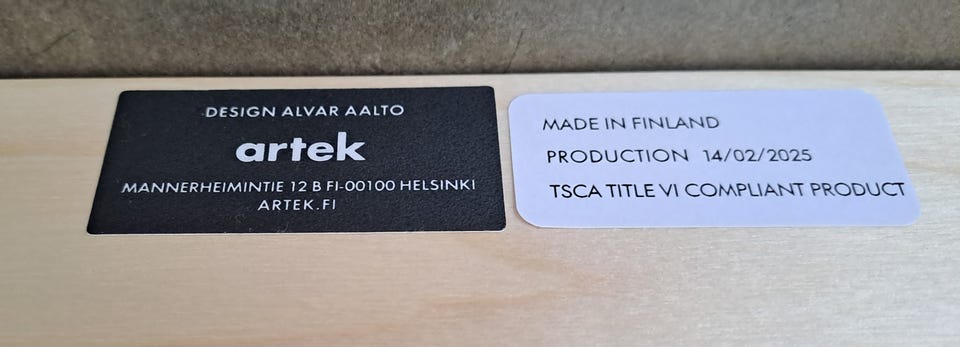 DESIGN ALVAR AALTO
artek
MANNERHEIMINTIE 12 B FI-00100 HELSINKI
ARTEK.FI
MADE IN FINLAND
PRODUCTION 14/02/2025
TSCA TITLE VI COMPLIANT PRODUCT